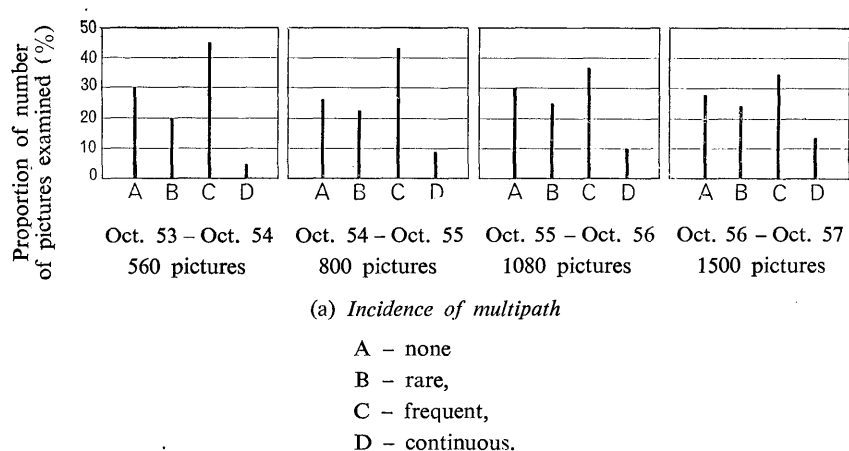 Proportion of number
of pictures examined (%)
50
40
30
20
10
0
A B C D A B C D A B C D A B C D
Oct. 53 – Oct. 54 Oct. 54 – Oct. 55 Oct. 55 – Oct. 56 Oct. 56 – Oct. 57
560 pictures 800 pictures 1080 pictures 1500 pictures
(a) Incidence of multipath
A – none
B – rare,
C – frequent,
D – continuous.